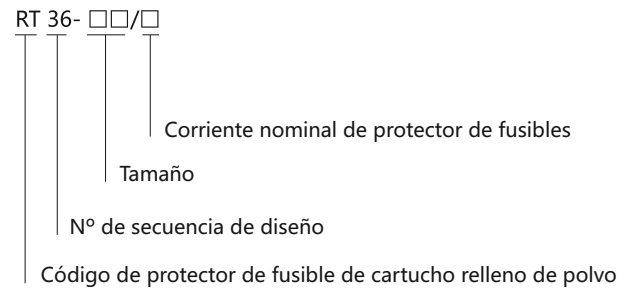 RT 36- □□/□
Corriente nominal de protector de fusibles
Tamaño
Nº de secuencia de diseño
Código de protector de fusible de cartucho relleno de polvo